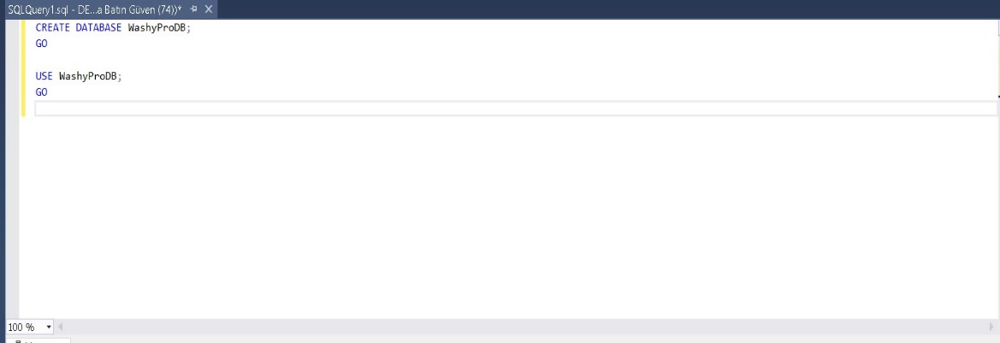 SQLQuery1.sql - DE...a Batın Güven (74))*
CREATE DATABASE WashyProDB;
GO
USE WashyProDB;
GO
100 %